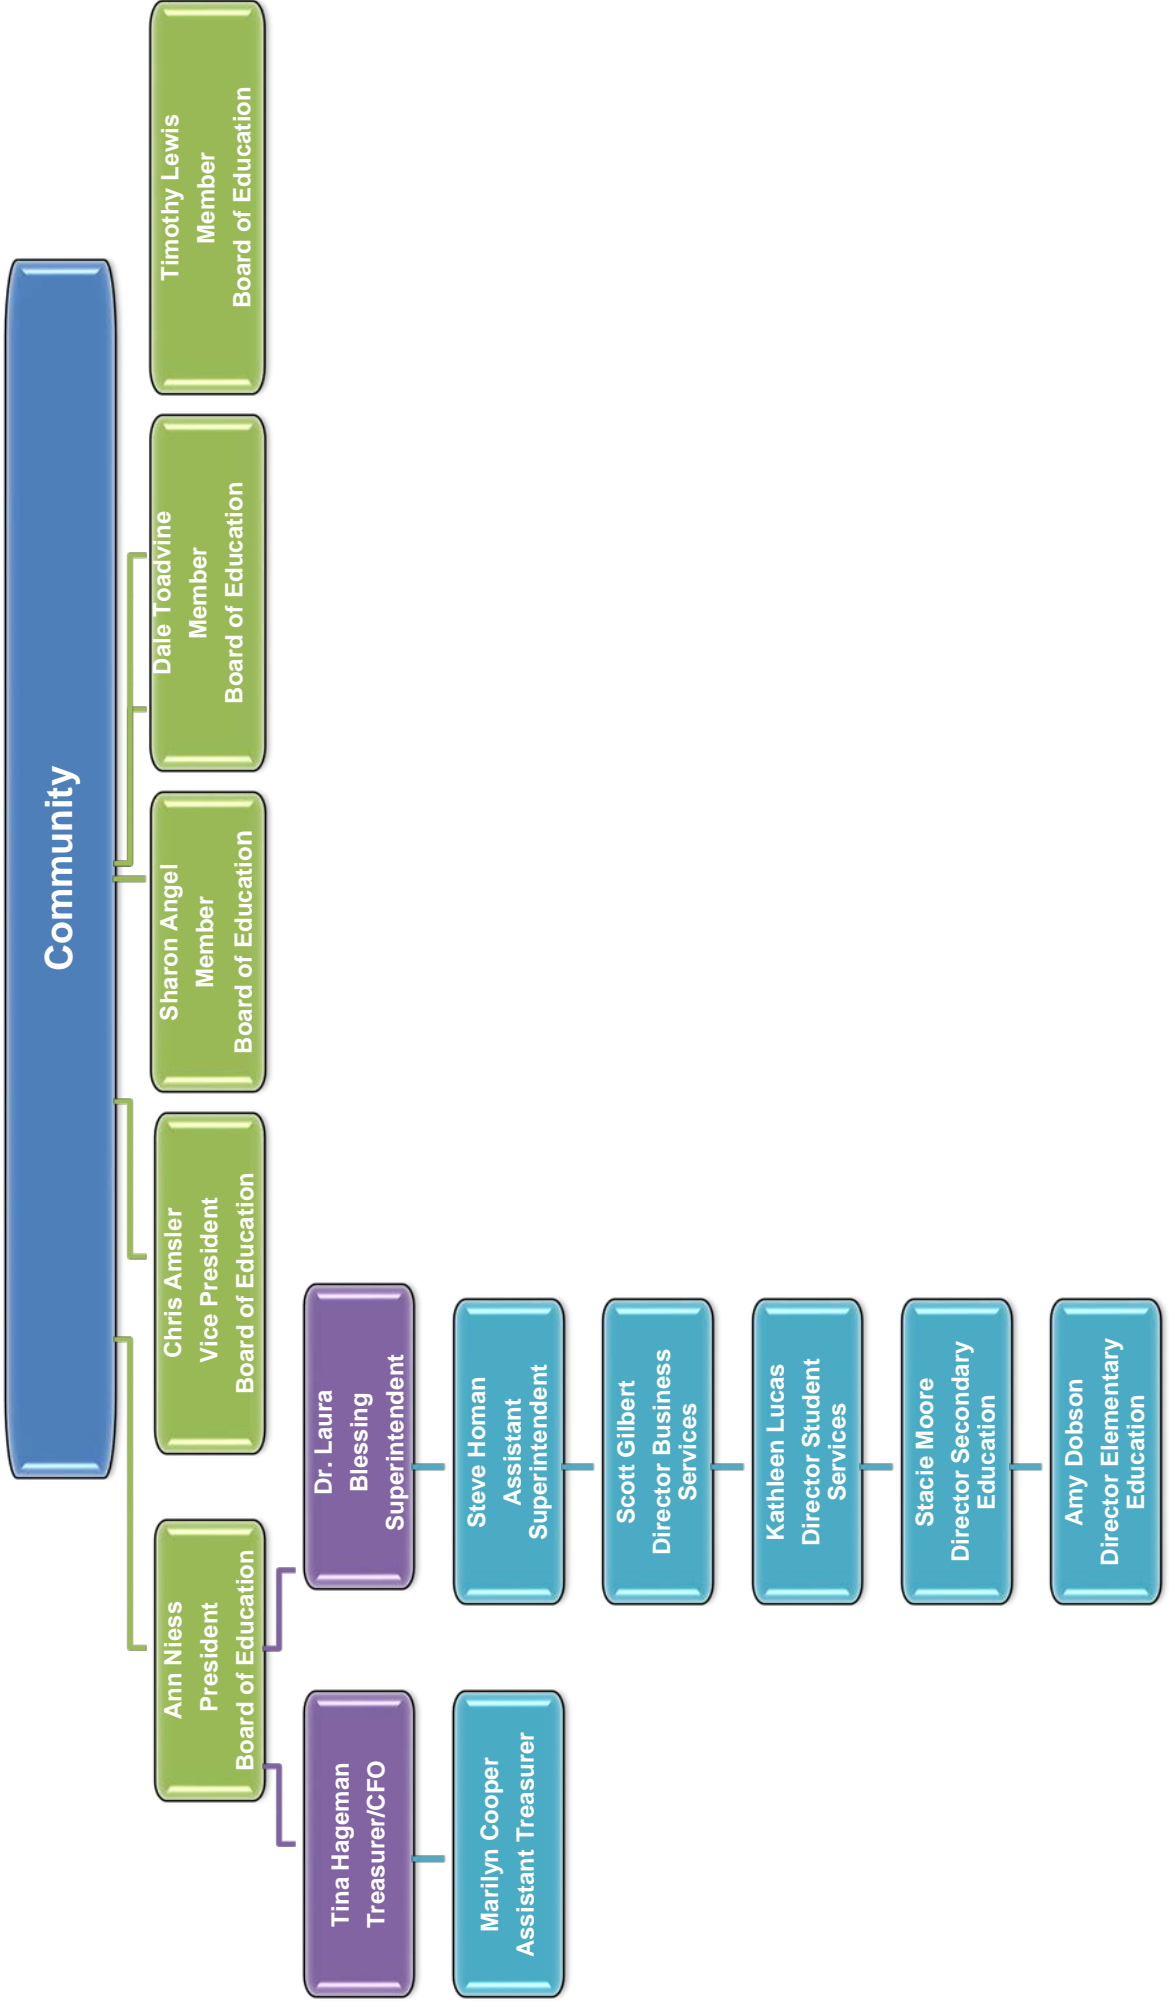 Community
Ann Niess
President
Board of Education
Chris Amsler
Vice President
Board of Education
Sharon Angel
Member
Board of Education
Dale Toadvine
Member
Board of Education
Timothy Lewis
Member
Board of Education
Tina Hageman
Treasurer/CFO
Dr. Laura
Blessing
Superintendent
Marilyn Cooper
Assistant Treasurer
Steve Homan
Assistant
Superintendent
Scott Gilbert
Director Business
Services
Kathleen Lucas
Director Student
Services
Stacie Moore
Director Secondary
Education
Amy Dobson
Director Elementary
Education